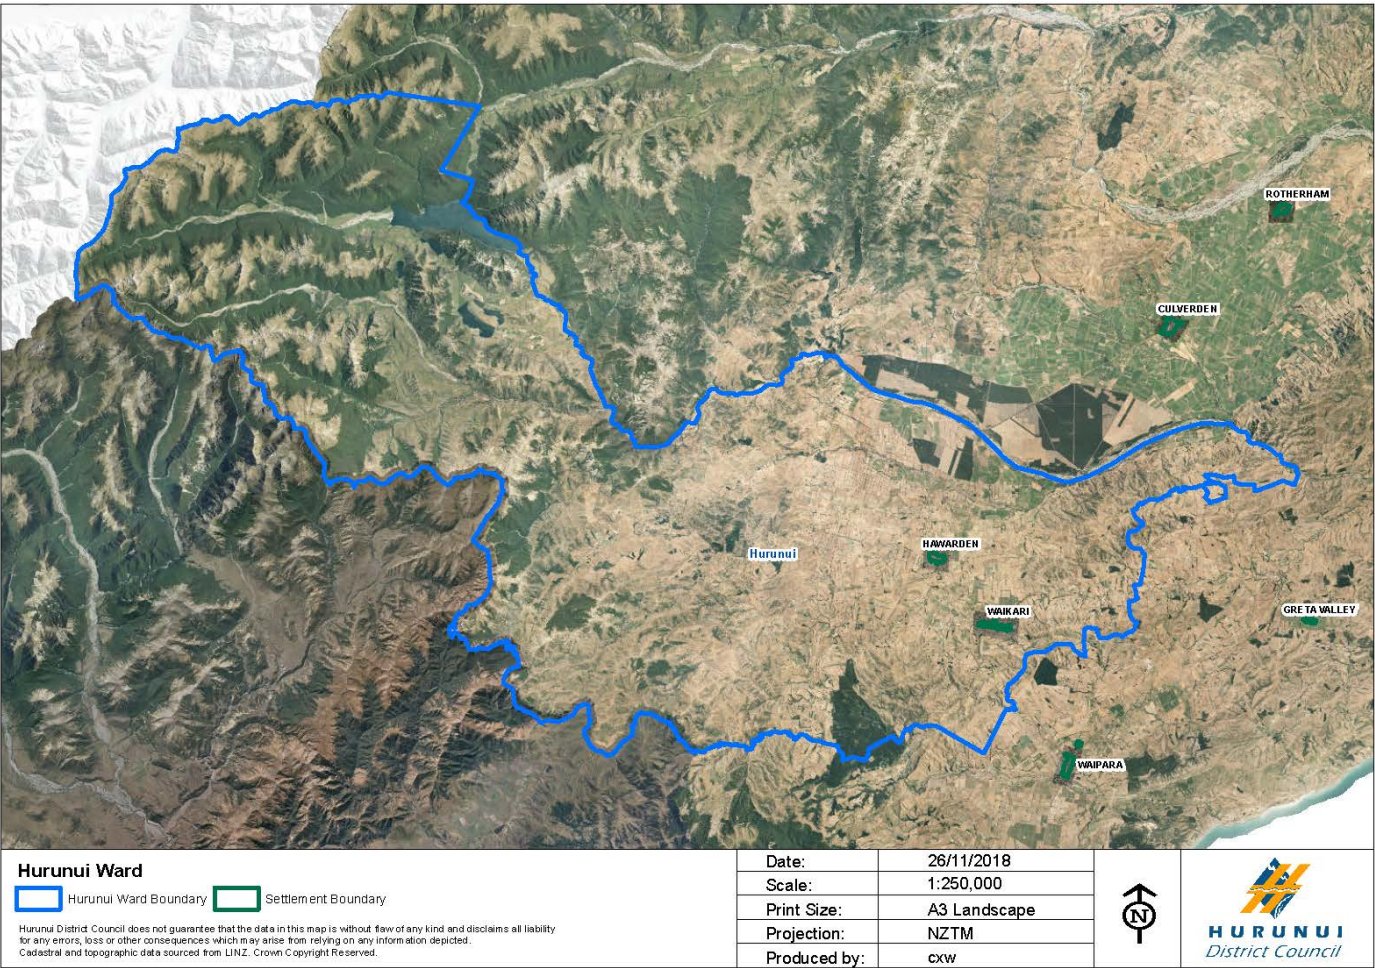 ROTHERHAM
CULVERDEN
HAWARDEN
Hurunui
WAIKARI
GRETA VALLEY
WAIPARA
Hurunui Ward
Hurunui Ward Boundary
Settlement Boundary
Hurunui District Council does not guarantee that the data in this map is without flaw of any kind and disclaims all liability
for any errors, loss or other consequences which may arise from relying on any information depicted.
Cadastral and topographic data sourced from LINZ. Crown Copyright Reserved.
Date: 26/11/2018
Scale: 1:250,000
Print Size: A3 Landscape
Projection: NZTM
Produced by: cxw
N
HURUNUI
District Council